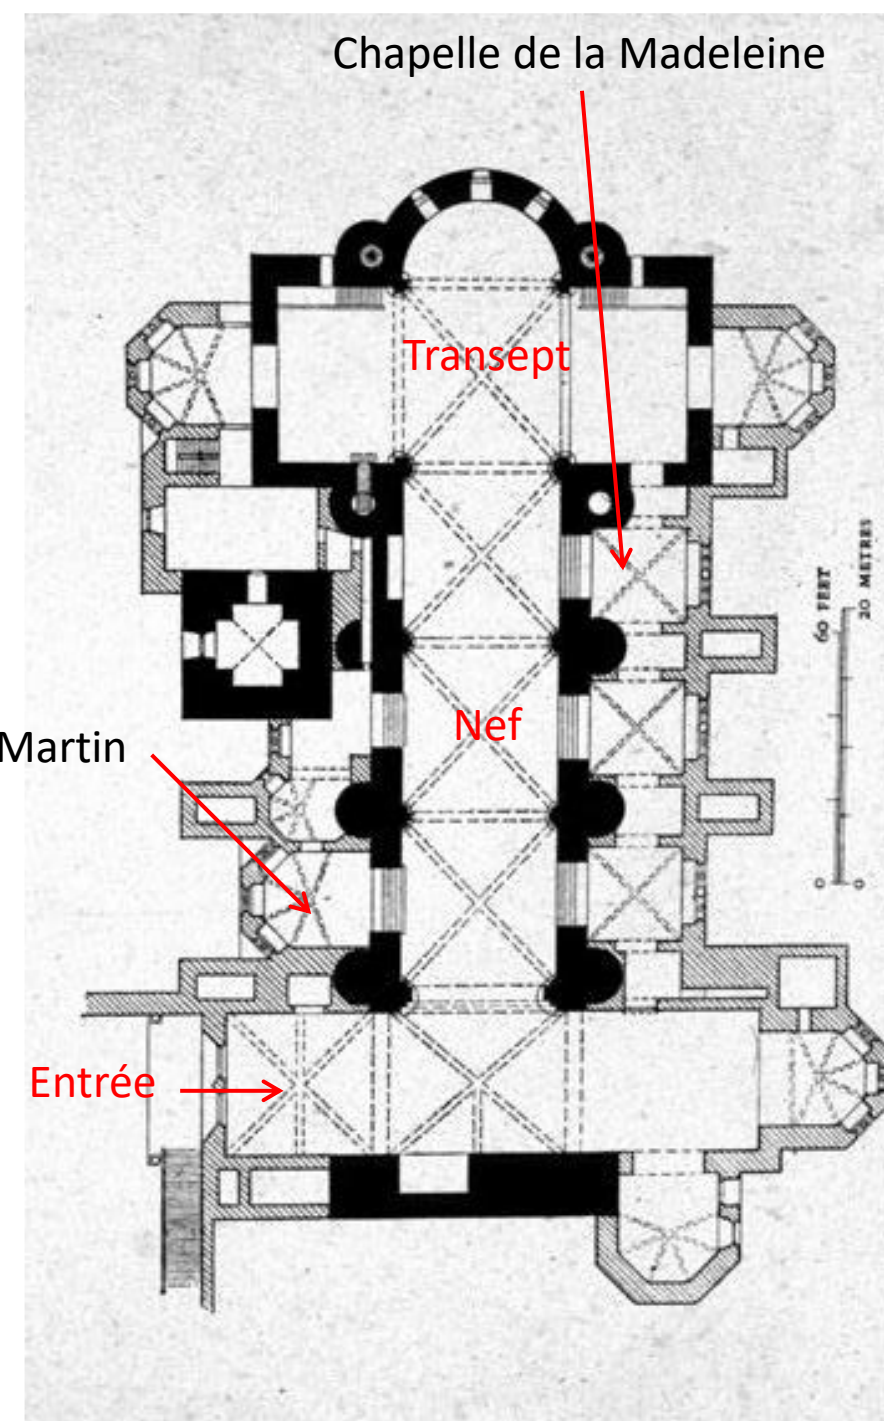 Chapelle de la Madeleine
Transept
60 FEET
20 METRES
Nef
Martin
Entrée